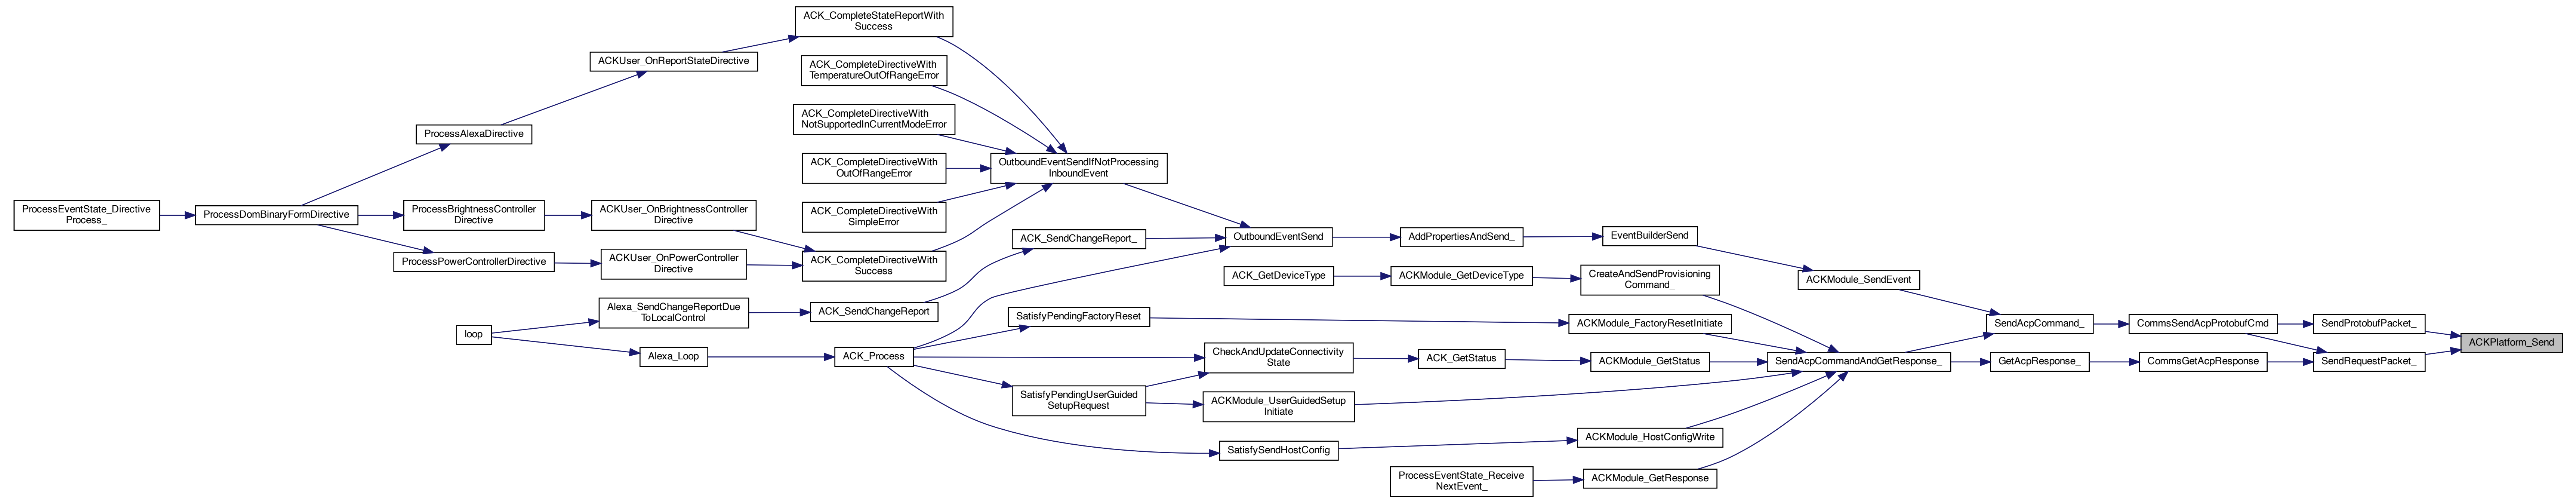 ACK_CompleteStateReportWith
Success
ACKUser_OnReportStateDirective
ACK_CompleteDirectiveWith
TemperatureOutOfRangeError
ACK_CompleteDirectiveWith
NotSupportedInCurrentModeError
ProcessAlexaDirective
ACK_CompleteDirectiveWith
OutOfRangeError
OutboundEventSendIfNotProcessing
InboundEvent
ProcessEventState_Directive
Process_
ProcessDomBinaryFormDirective
ProcessBrightnessController
Directive
ACKUser_OnBrightnessController
Directive
ACK_CompleteDirectiveWith
SimpleError
ProcessPowerControllerDirective
ACKUser_OnPowerController
Directive
ACK_CompleteDirectiveWith
Success
ACK_SendChangeReport_
OutboundEventSend
AddPropertiesAndSend_
EventBuilderSend
ACK_GetDeviceType
ACKModule_GetDeviceType
CreateAndSendProvisioning
Command_
ACKModule_SendEvent
loop
Alexa_SendChangeReportDue
ToLocalControl
ACK_SendChangeReport
SatisfyPendingFactoryReset
ACKModule_FactoryResetInitiate
SendAcpCommand_
CommsSendAcpProtobufCmd
SendProtobufPacket_
ACKPlatform_Send
Alexa_Loop
ACK_Process
CheckAndUpdateConnectivity
State
ACK_GetStatus
ACKModule_GetStatus
SendAcpCommandAndGetResponse_
GetAcpResponse_
CommsGetAcpResponse
SendRequestPacket_
SatisfyPendingUserGuided
SetupRequest
ACKModule_UserGuidedSetup
Initiate
SatisfySendHostConfig
ACKModule_HostConfigWrite
ProcessEventState_Receive
NextEvent_
ACKModule_GetResponse